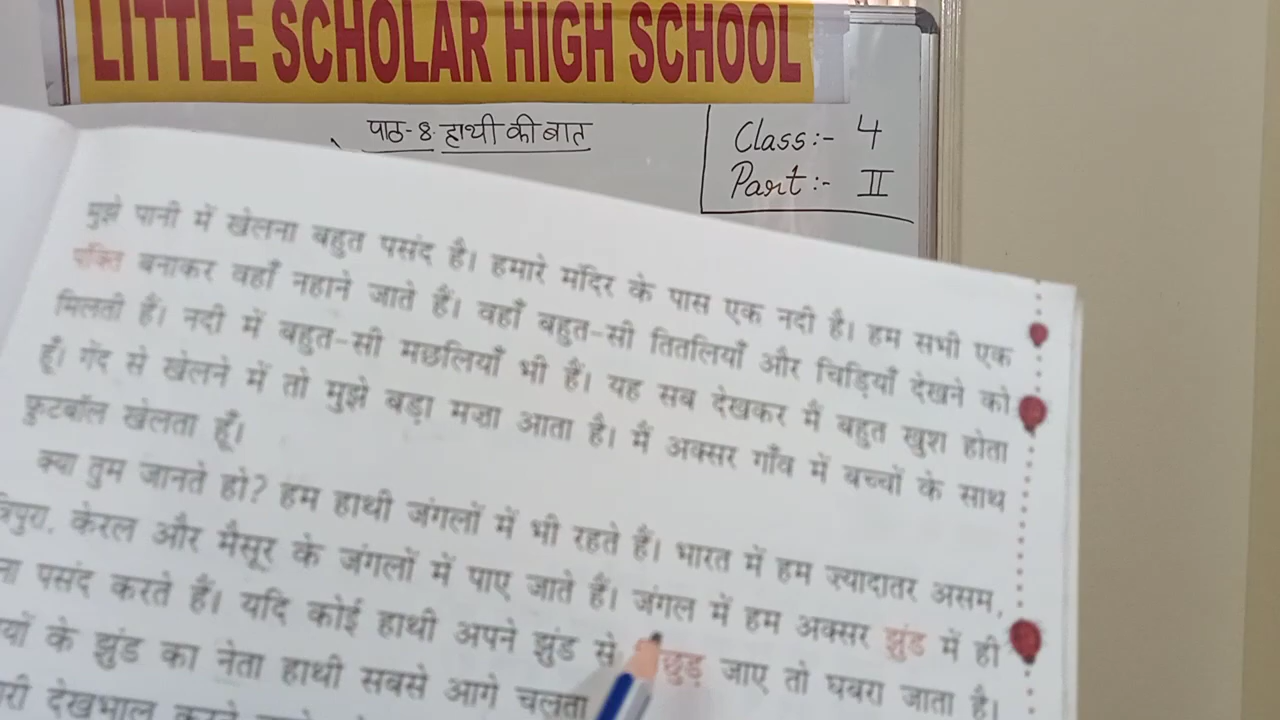 LITTLE SCHOLAR HIGH SCHOOL
पाठ-8 हाथी की बात
Class:- 4
Part:- II
मुझे पानी में खेलना बहुत पसंद है। हमारे मंदिर के पास एक नदी है। हम सभी एक
पंक्ति बनाकर वहाँ नहाने जाते हैं। वहाँ बहुत-सी तितलियाँ और चिड़ियाँ देखने को
मिलती हैं। नदी में बहुत-सी मछलियाँ भी हैं। यह सब देखकर मैं बहुत खुश होता
हूँ। गेंद से खेलने में तो मुझे बड़ा मज़ा आता है। मैं अक्सर गाँव में बच्चों के साथ
फ़ुटबॉल खेलता हूँ।
क्या तुम जानते हो? हम हाथी जंगलों में भी रहते हैं। भारत में हम ज़्यादातर असम,
त्रिपुरा, केरल और मैसूर के जंगलों में पाए जाते हैं। जंगल में हम अक्सर झुंड में ही
पसंद करते हैं। यदि कोई हाथी अपने झुंड से जाए तो घबरा जाता है।
के झुंड का नेता हाथी सबसे आगे चलता
देखभाल